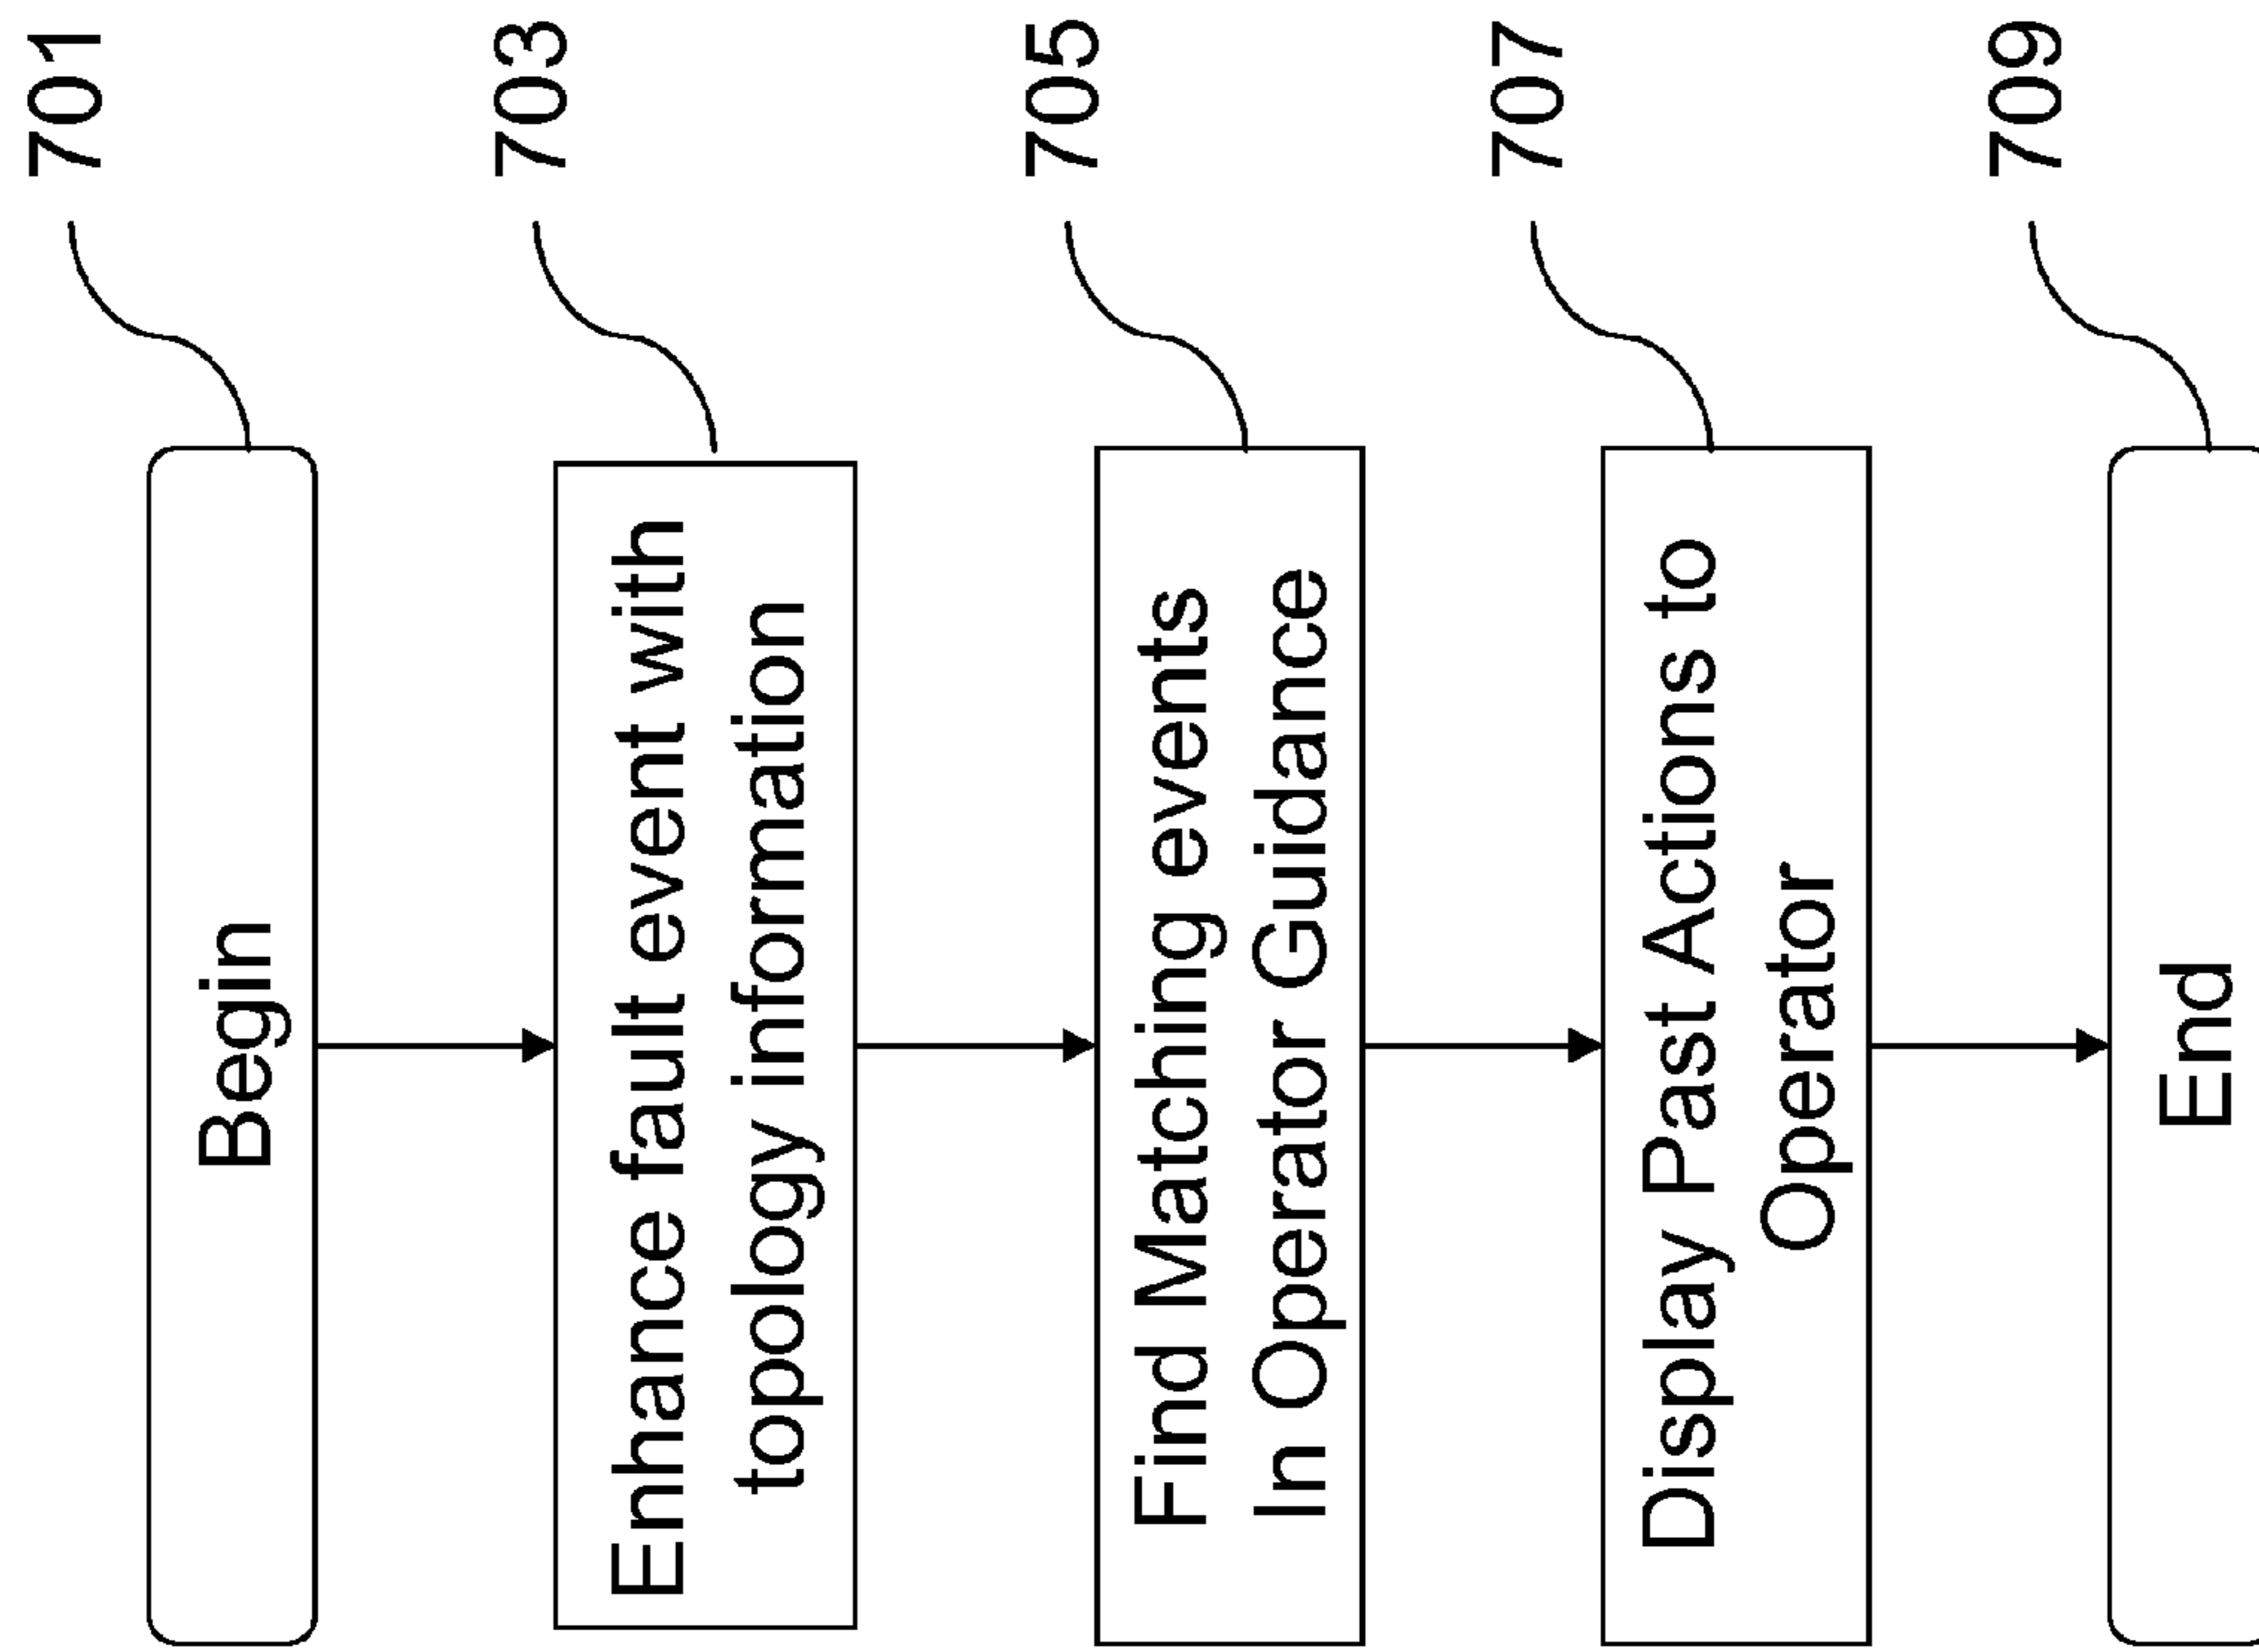 Begin
701
Enhance fault event with
topology information
703
Find Matching events
In Operator Guidance
705
Display Past Actions to
Operator
707
End
709